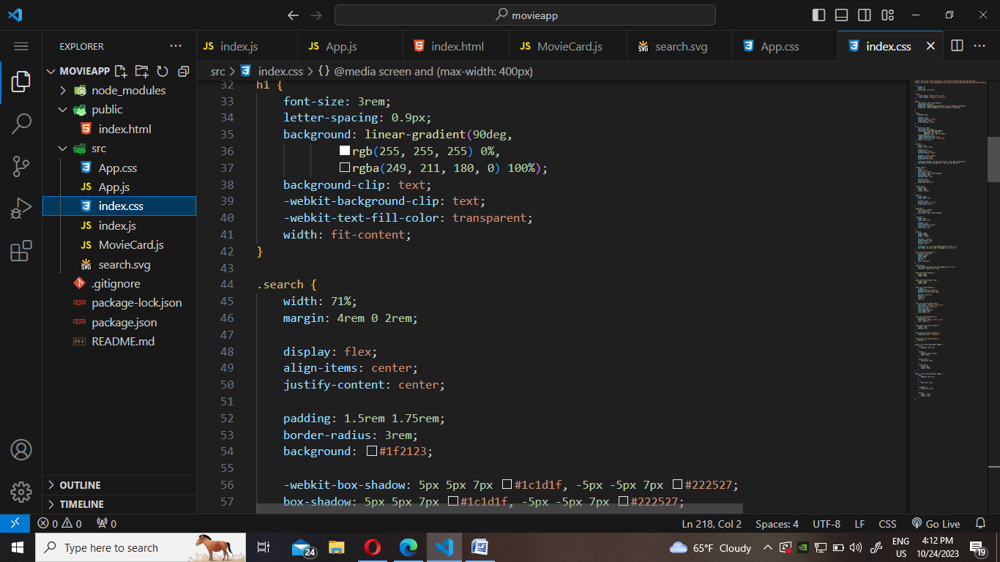 movieapp
EXPLORER
JS index.js
JS App.js
index.html
JS MovieCard.js
SVG search.svg
App.css
index.css
MOVIEAPP
src > index.css > {} @media screen and (max-width: 400px)
node_modules
public
index.html
src
App.css
JS App.js
index.css
JS index.js
JS MovieCard.js
SVG search.svg
.gitignore
package-lock.json
package.json
README.md
OUTLINE
TIMELINE
32 h1 {
33 font-size: 3rem;
34 letter-spacing: 0.9px;
35 background: linear-gradient(90deg,
36 rgb(255, 255, 255) 0%,
37 rgba(249, 211, 180, 0) 100%);
38 background-clip: text;
39 -webkit-background-clip: text;
40 -webkit-text-fill-color: transparent;
41 width: fit-content;
42 }
43
44 .search {
45 width: 71%;
46 margin: 4rem 0 2rem;
47
48 display: flex;
49 align-items: center;
50 justify-content: center;
51
52 padding: 1.5rem 1.75rem;
53 border-radius: 3rem;
54 background: #1f2123;
55
56 -webkit-box-shadow: 5px 5px 7px #1c1d1f, -5px -5px 7px #222527;
57 box-shadow: 5px 5px 7px #1c1d1f, -5px -5px 7px #222527;
0 0 0
Ln 218, Col 2
Spaces: 4
UTF-8
LF
CSS
Go Live
Type here to search
24
65°F Cloudy
ENG
US
4:12 PM
10/24/2023
19